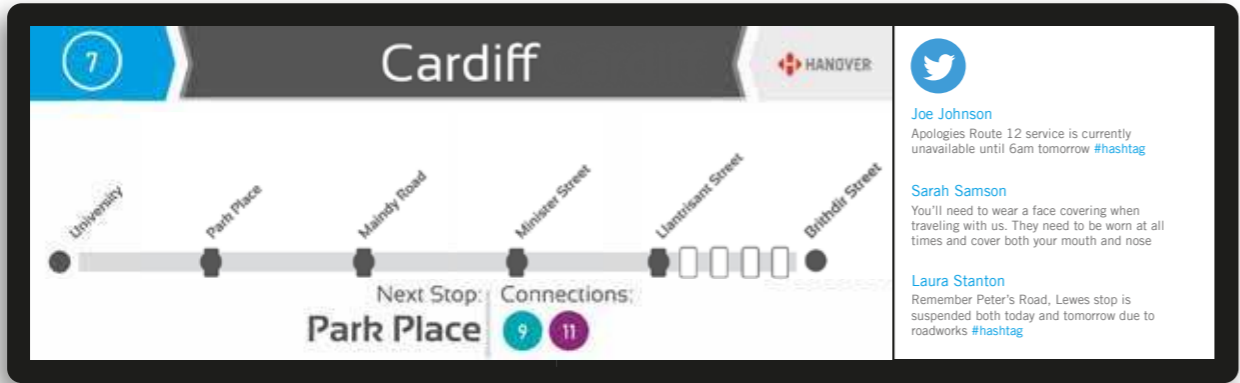 7
Cardiff
HANOVER
University
Park Place
Maindy Road
Minister Street
Llantrisant Street
Brithdir Street
Next Stop:
Park Place
Connections:
9
11
Joe Johnson
Apologies Route 12 service is currently
unavailable until 6am tomorrow #hashtag
Sarah Samson
You'll need to wear a face covering when
traveling with us. They need to be worn at all
times and cover both your mouth and nose
Laura Stanton
Remember Peter's Road, Lewes stop is
suspended both today and tomorrow due to
roadworks #hashtag